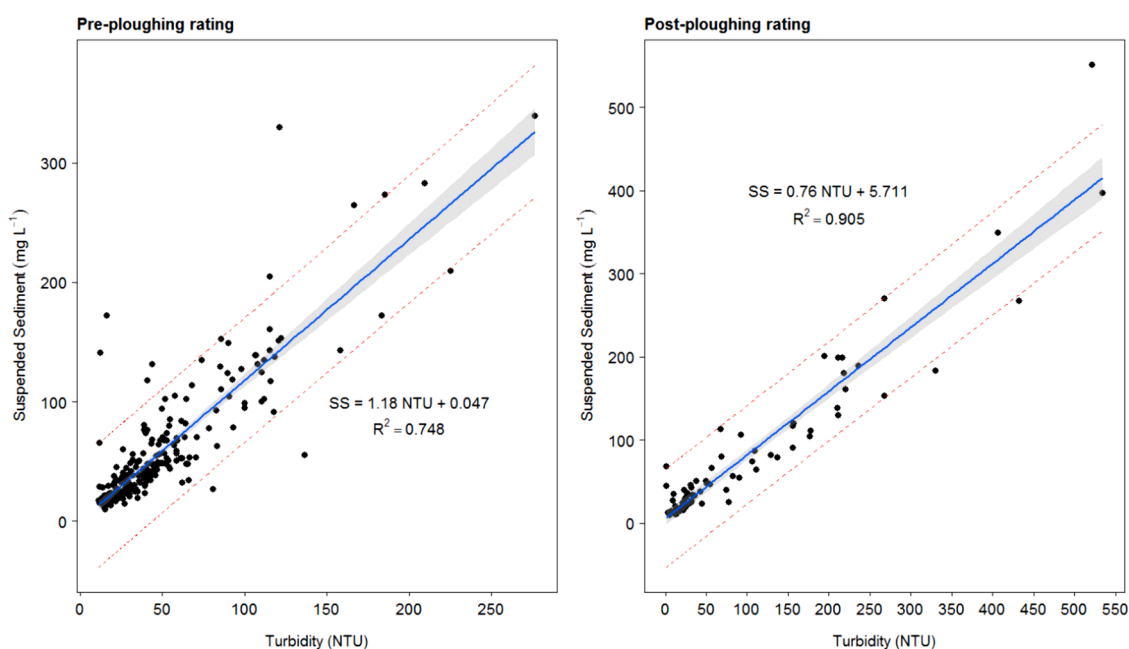 Pre-ploughing rating
Suspended Sediment (mg L⁻¹)
300
200
100
0
SS = 1.18 NTU + 0.047
R² = 0.748
0 50 100 150 200 250
Turbidity (NTU)
Post-ploughing rating
Suspended Sediment (mg L⁻¹)
500
400
300
200
100
0
SS = 0.76 NTU + 5.711
R² = 0.905
0 50 100 150 200 250 300 350 400 450 500 550
Turbidity (NTU)